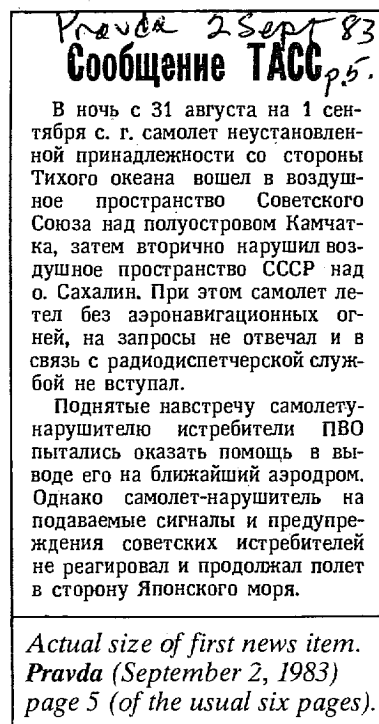 Pravda 2 Sept 83
p.5.
Сообщение ТАСС
В ночь с 31 августа на 1 сен-
тября с. г. самолет неустановлен-
ной принадлежности со стороны
Тихого океана вошел в воздуш-
ное пространство Советского
Союза над полуостровом Камчат-
ка, затем вторично нарушил воз-
душное пространство СССР над
о. Сахалин. При этом самолет ле-
тел без аэронавигационных ог-
ней, на запросы не отвечал и в
связь с радиодиспетчерской служ-
бой не вступал.
Поднятые навстречу самолету-
нарушителю истребители ПВО
пытались оказать помощь в вы-
воде его на ближайший аэродром.
Однако самолет-нарушитель на
подаваемые сигналы и предупре-
ждения советских истребителей
не реагировал и продолжал полет
в сторону Японского моря.
Actual size of first news item.
Pravda (September 2, 1983)
page 5 (of the usual six pages).